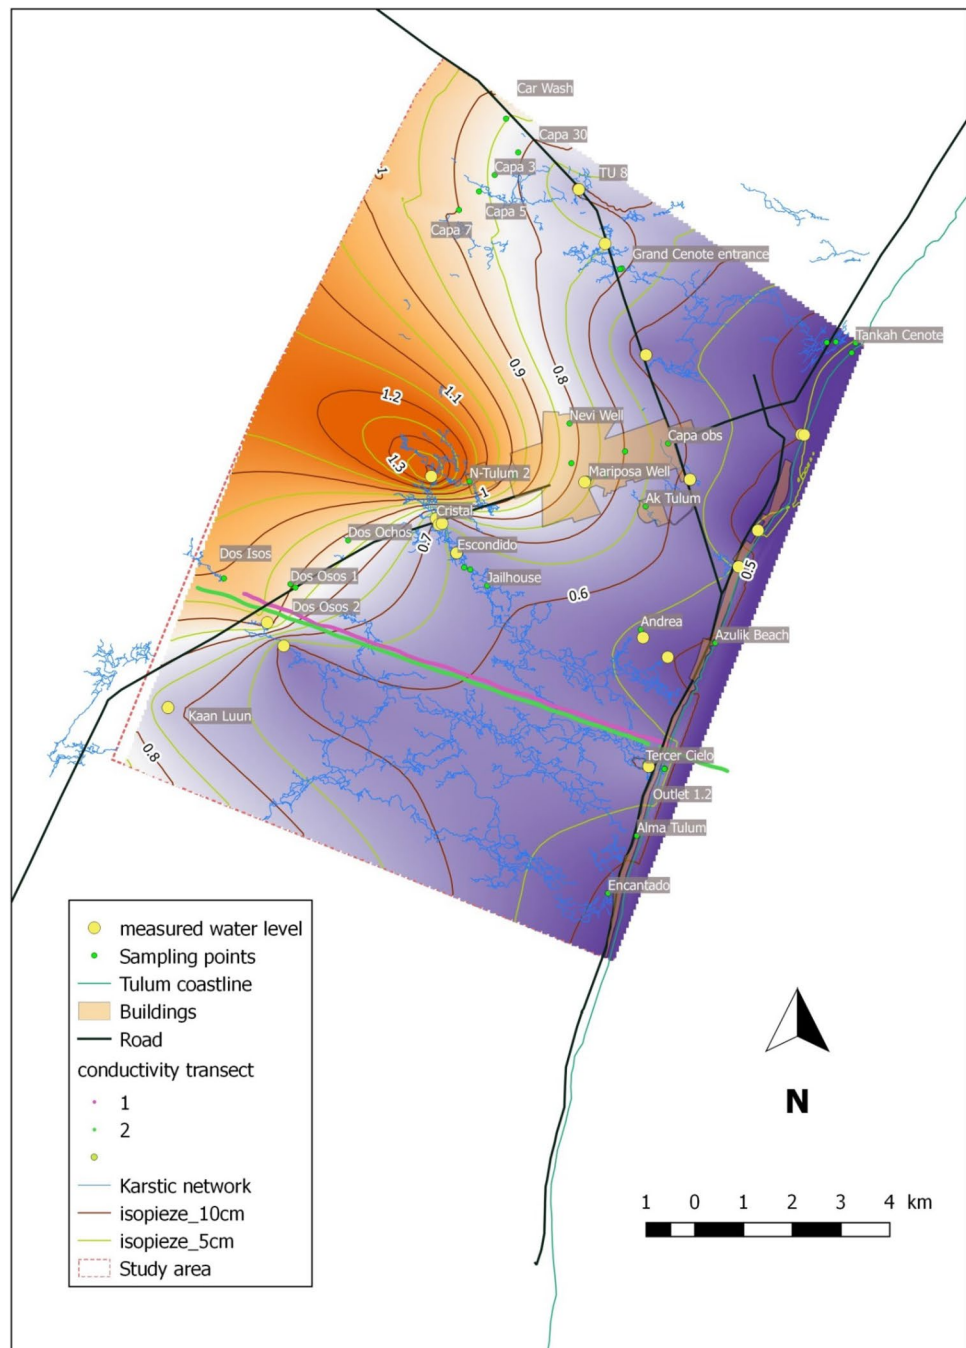 Car Wash
Capa 30
Capa 3
TU 8
1
Capa 5
Capa 7
Grand Cenote entrance
Tankah Cenote
0.9
0.8
1.1
1.2
Nevi Well
Capa obs
1.3
N-Tulum 2
Mariposa Well
1
Ak Tulum
Cristal
Dos Ochos
0.7
Escondido
Dos Isos
Dos Osos 1
Jailhouse
0.5
0.6
Dos Osos 2
Andrea
Azulik Beach
Kaan Luun
0.8
Tercer Cielo
Outlet 1.2
Alma Tulum
Encantado
measured water level
Sampling points
Tulum coastline
Buildings
Road
conductivity transect
1
2
Karstic network
isopieze_10cm
isopieze_5cm
Study area
N
1 0 1 2 3 4 km